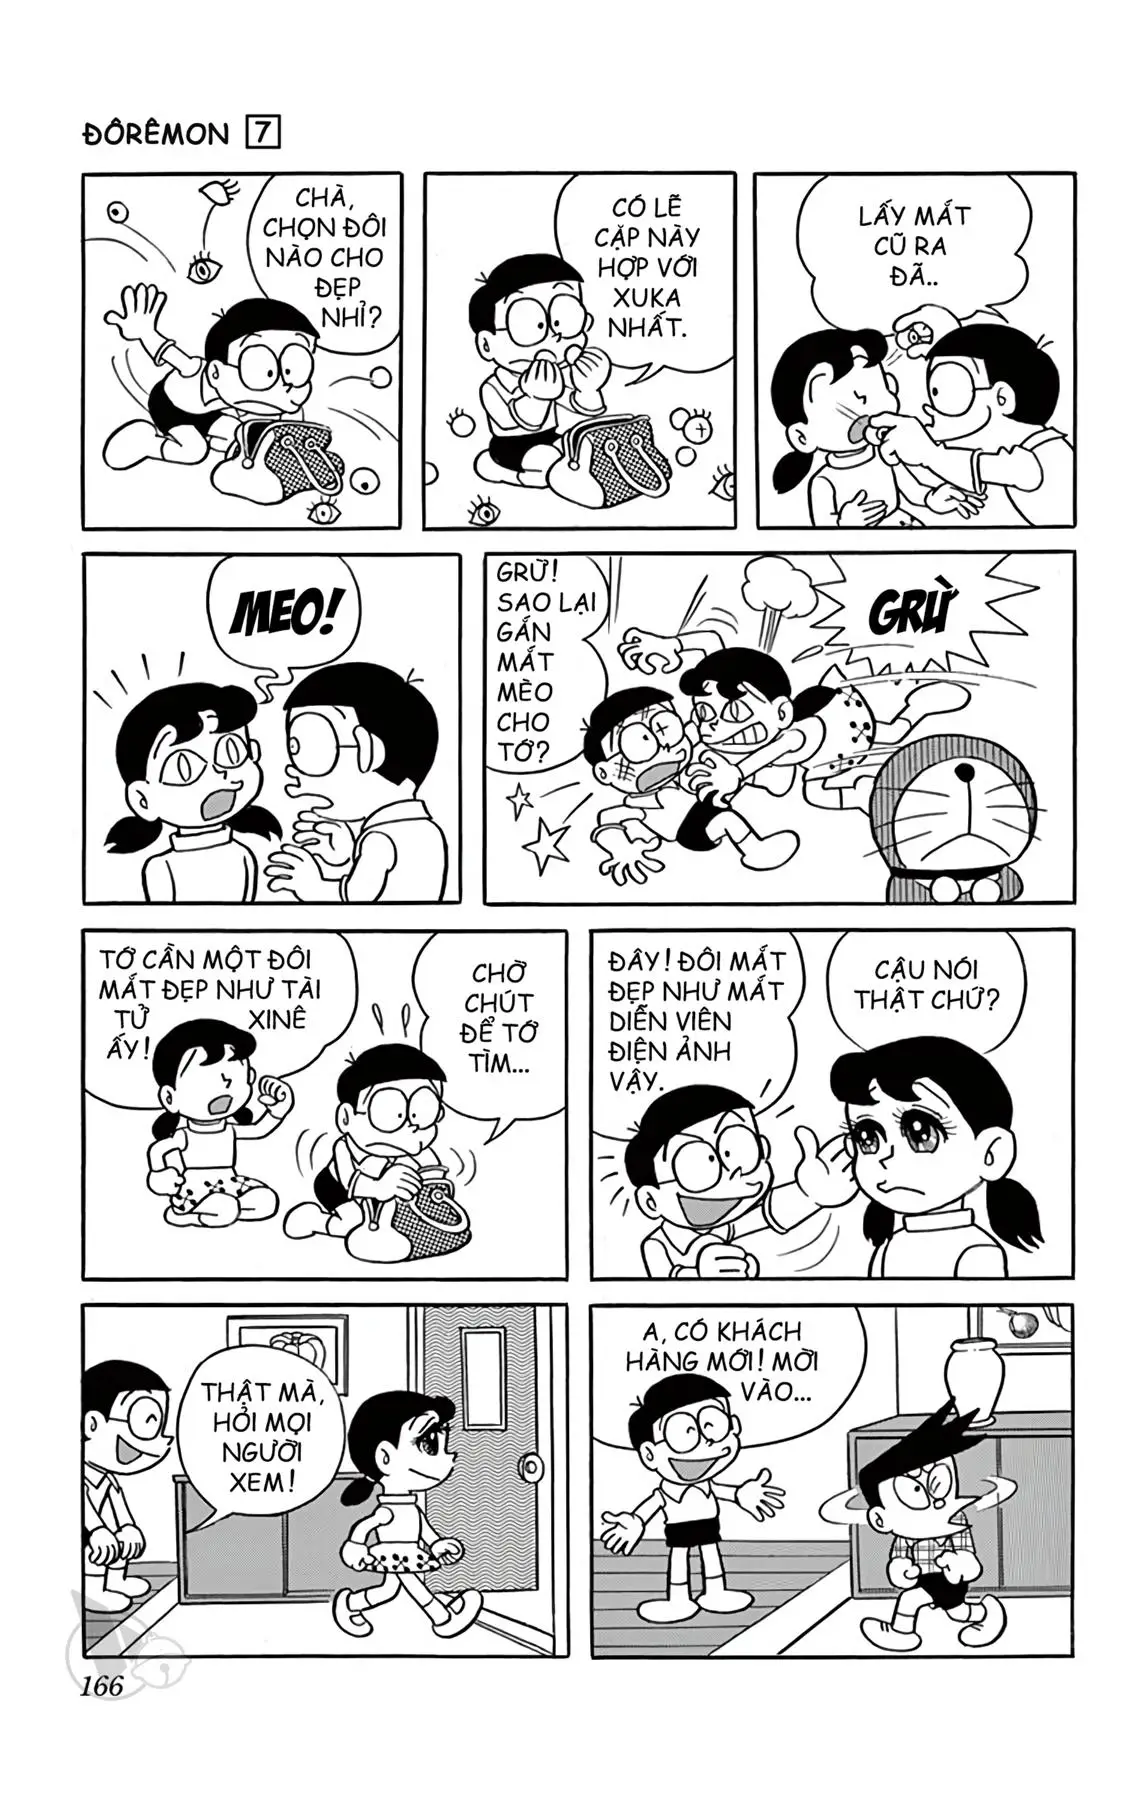 ĐÔRÊMON 7
CHÀ,
CHỌN ĐÔI
NÀO CHO
ĐẸP
NHỈ?
CÓ LẼ
CẶP NÀY
HỢP VỚI
XUKA
NHẤT.
LẤY MẮT
CŨ RA
ĐÃ..
MEO!
GRỪ!
SAO LẠI
GẮN
MẮT
MÈO
CHO
TỚ?
GRỪ
TỚ CẦN MỘT ĐÔI
MẮT ĐẸP NHƯ TÀI
TỬ XINÊ
ẤY!
CHỜ
CHÚT
ĐỂ TỚ
TÌM...
ĐÂY! ĐÔI MẮT
ĐẸP NHƯ MẮT
DIỄN VIÊN
ĐIỆN ẢNH
VẬY.
CẬU NÓI
THẬT CHỨ?
THẬT MÀ,
HỎI MỌI
NGƯỜI
XEM!
A, CÓ KHÁCH
HÀNG MỚI! MỜI
VÀO...
166